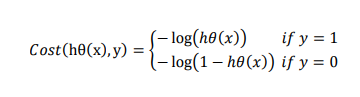 − log(hθ(x)) if y = 1
Cost(hθ(x), y) = {
− log(1 − hθ(x)) if y = 0